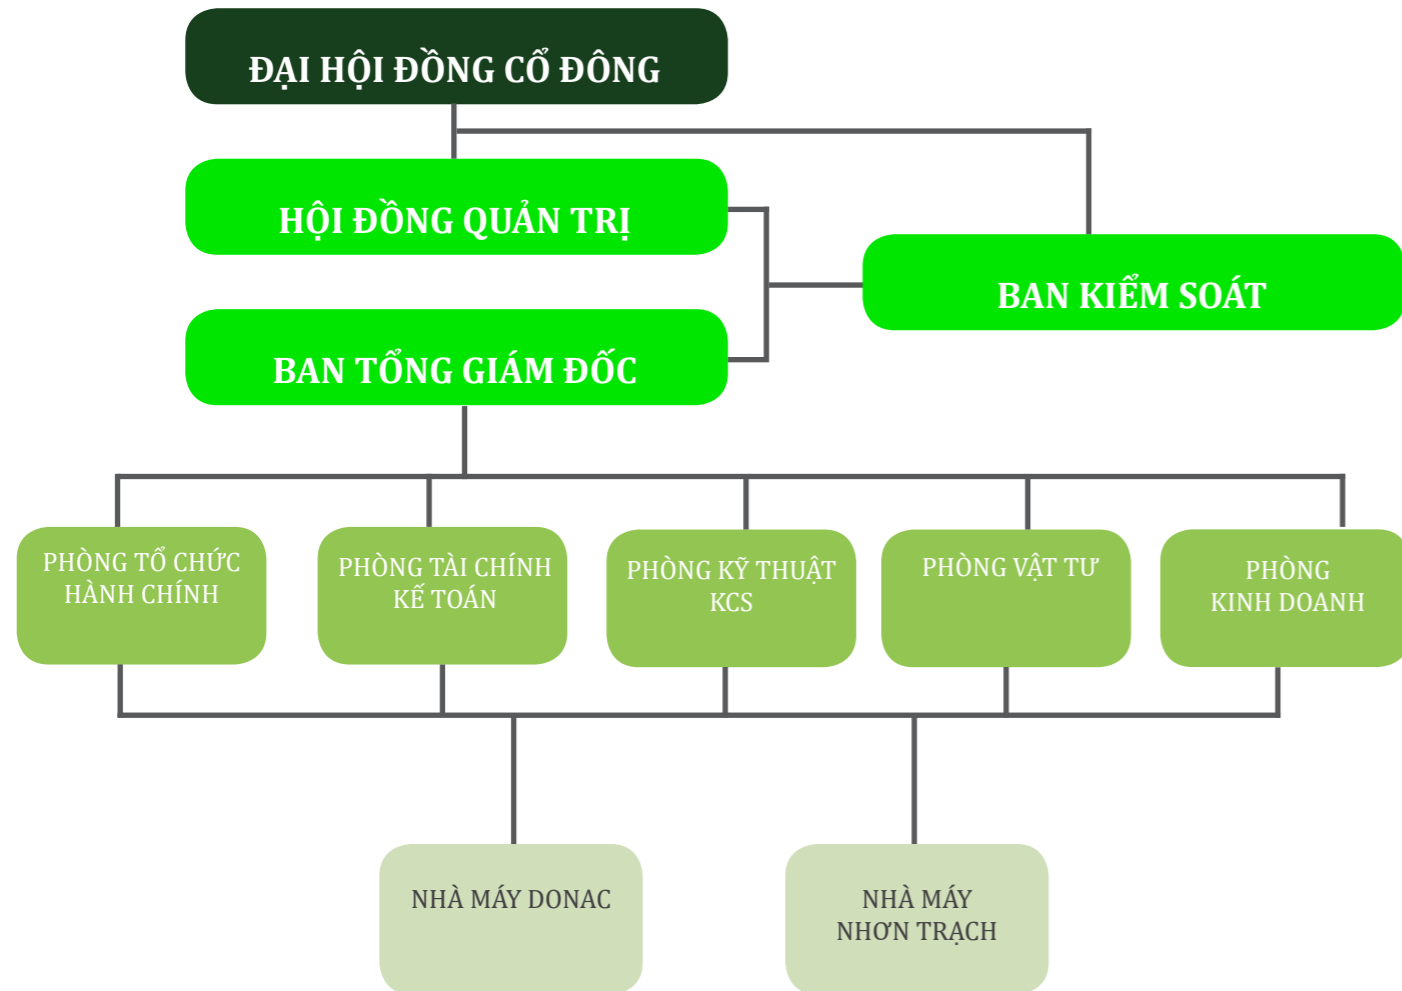 ĐẠI HỘI ĐỒNG CỔ ĐÔNG
HỘI ĐỒNG QUẢN TRỊ
BAN KIỂM SOÁT
BAN TỔNG GIÁM ĐỐC
PHÒNG TỔ CHỨC
HÀNH CHÍNH
PHÒNG TÀI CHÍNH
KẾ TOÁN
PHÒNG KỸ THUẬT
KCS
PHÒNG VẬT TƯ
PHÒNG
KINH DOANH
NHÀ MÁY DONAC
NHÀ MÁY
NHƠN TRẠCH